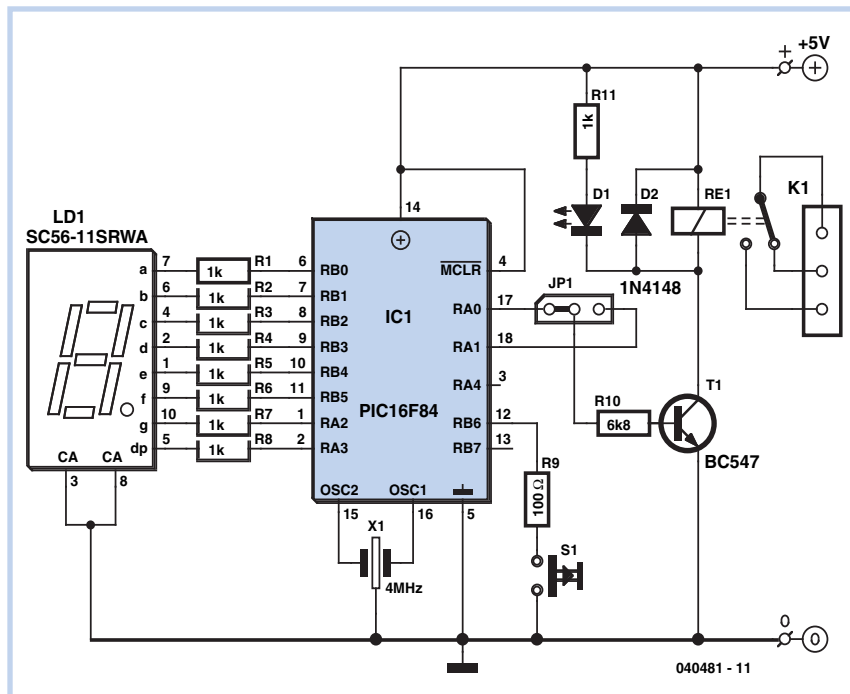 + +5V
R11
1k
D1
D2
RE1
K1
1N4148
LD1
SC56-11SRWA
a 7 R1 1k 6 RB0
b 6 R2 1k 7 RB1
c 4 R3 1k 8 RB2
d 2 R4 1k 9 RB3
e 1 R5 1k 10 RB4
f 9 R6 1k 11 RB5
g 10 R7 1k 1 RA2
dp 5 R8 1k 2 RA3
CA CA
3 8
14
+
IC1
PIC16F84
MCLR 4
RA0 17
RA1 18
RA4 3
RB6 12
RB7 13
OSC2 OSC1
15 16 5
X1
4MHz
JP1
R10
6k8
T1
BC547
R9
100Ω
S1
0 0
040481 - 11